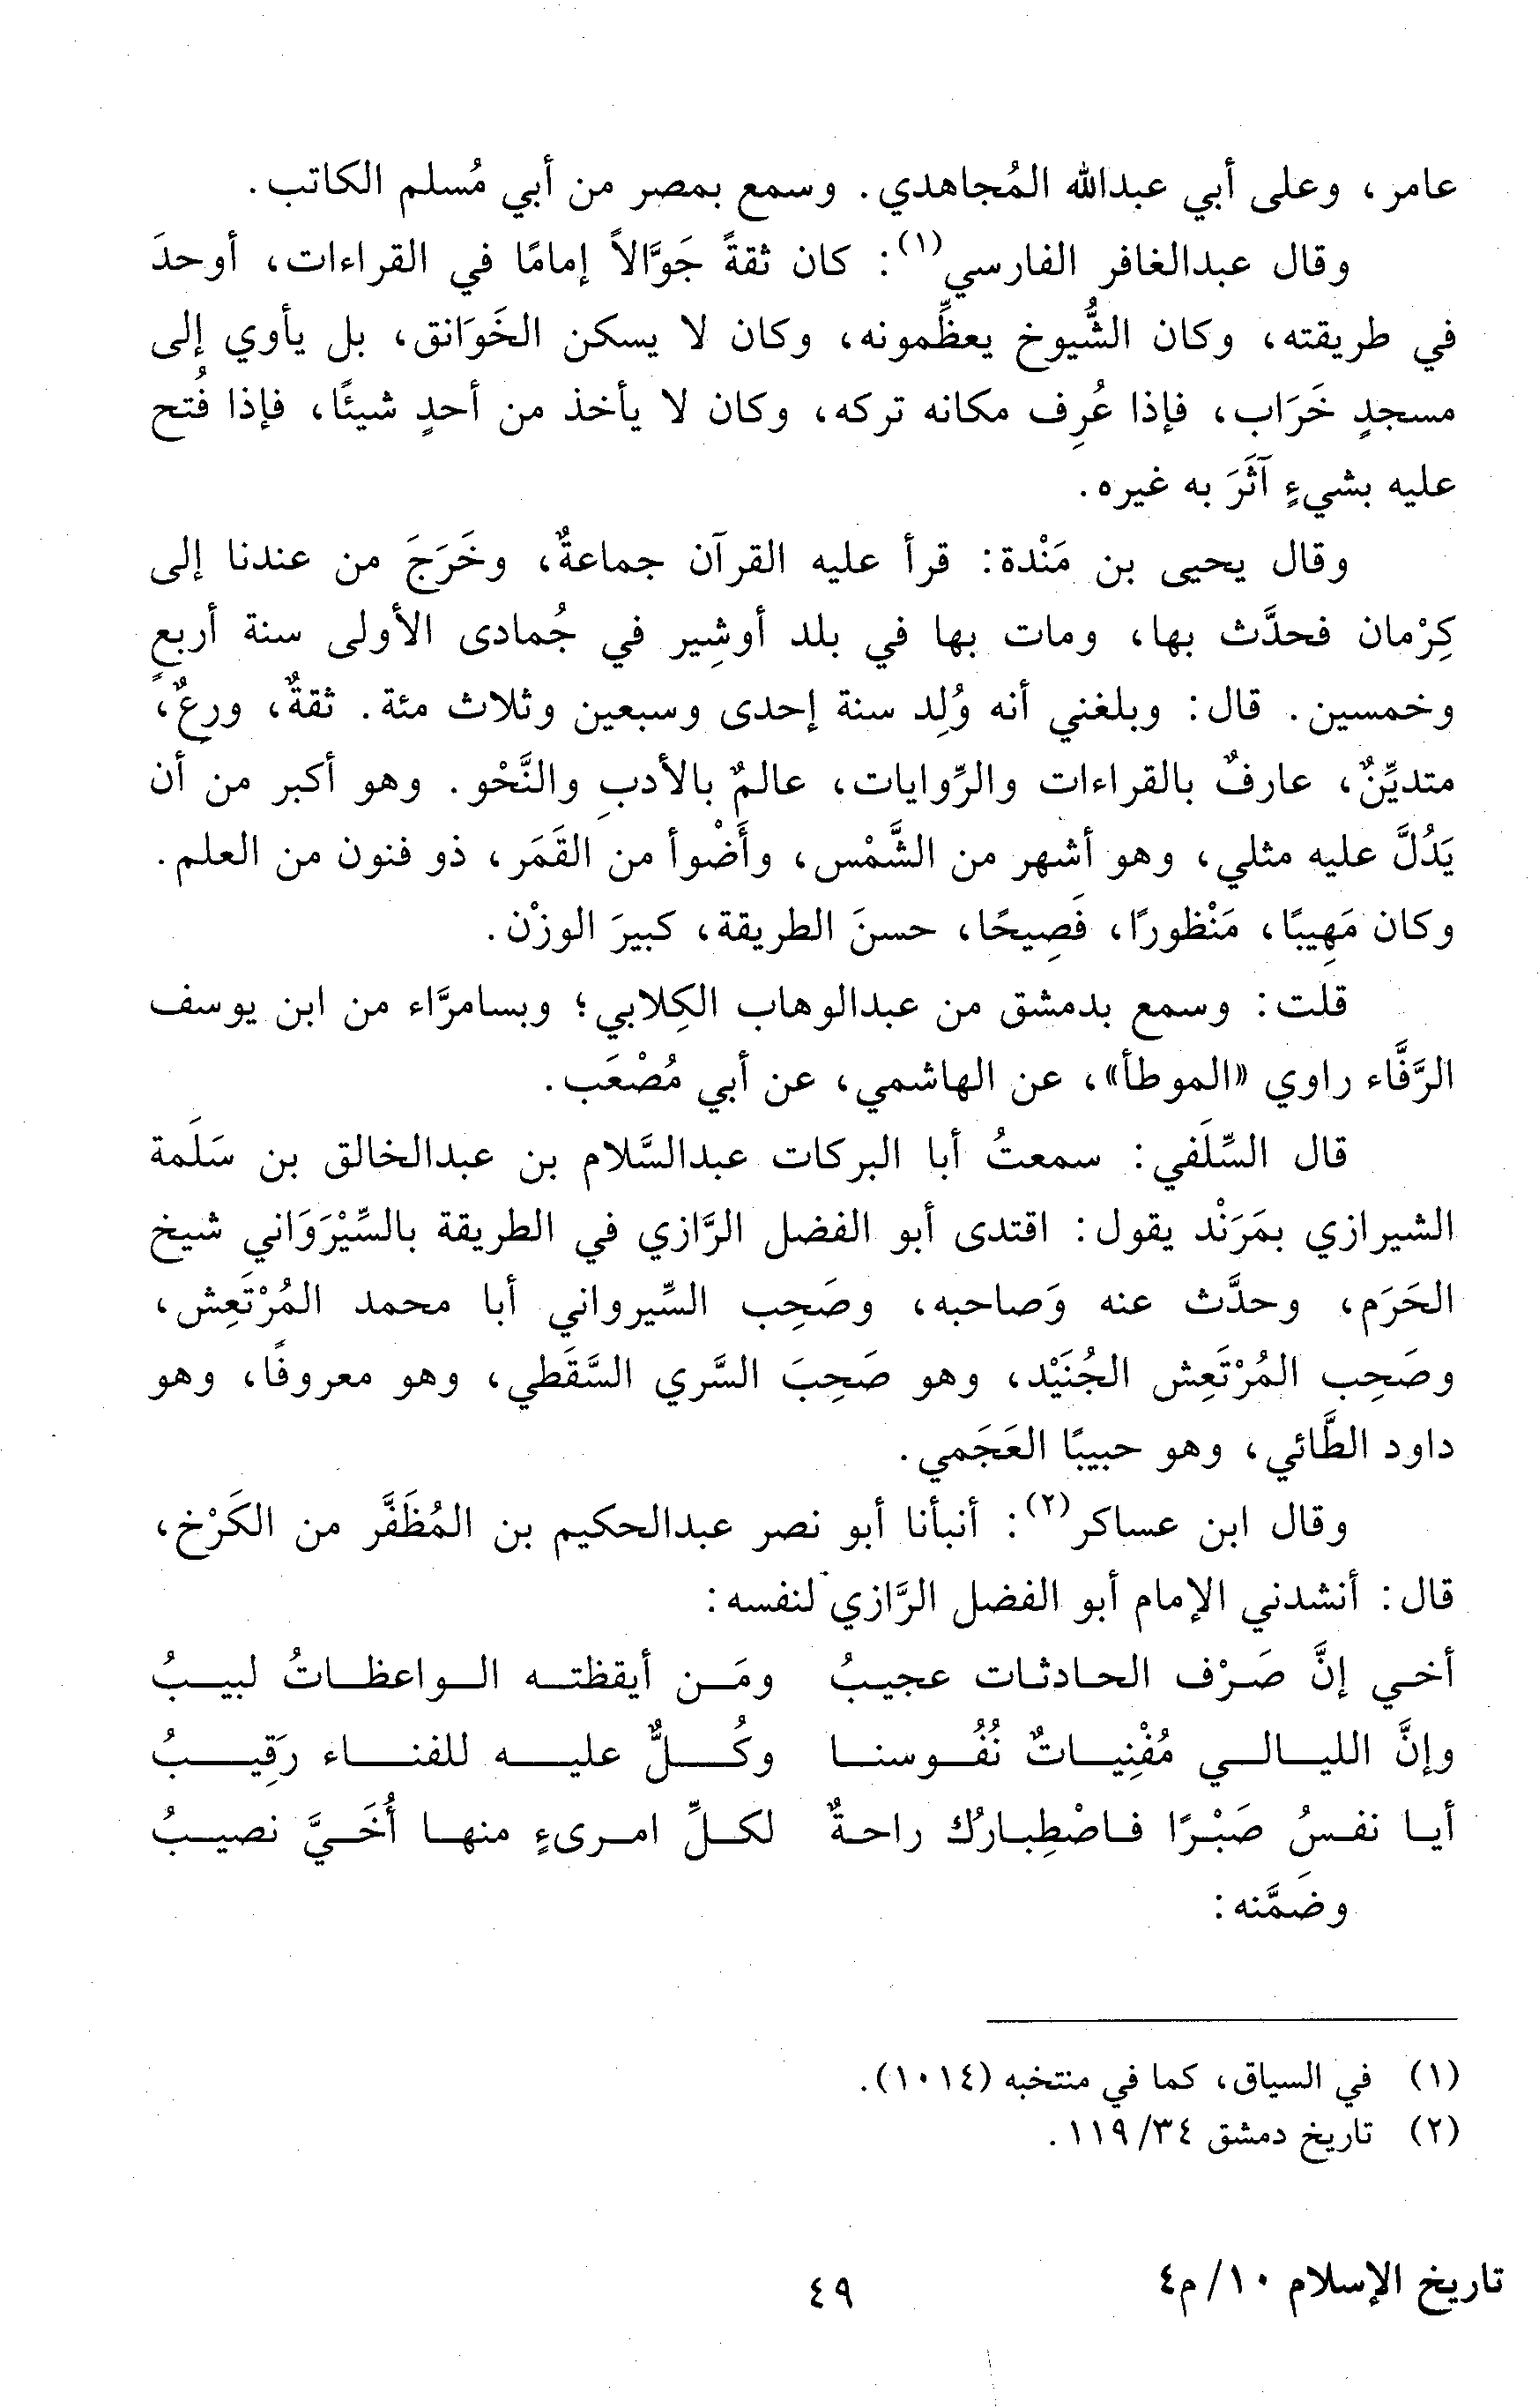 عامر، وعلى أبي عبدالله المُجاهدي. وسمع بمصر من أبي مُسلم الكاتب.
وقال عبدالغافر الفارسي(١): كان ثقةً جَوَّالاً إمامًا في القراءات، أوحدَ
في طريقته، وكان الشُّيوخ يعظِّمونه، وكان لا يسكن الخَوَانق، بل يأوي إلى
مسجدٍ خَرَاب، فإذا عُرِف مكانه تركه، وكان لا يأخذ من أحدٍ شيئًا، فإذا فُتح
عليه بشيءٍ آثَرَ به غيره.
وقال يحيى بن مَنْدة: قرأ عليه القرآن جماعةٌ، وخَرَجَ من عندنا إلى
كِرْمان فحدَّث بها، ومات بها في بلد أوشِير في جُمادى الأولى سنة أربعٍ
وخمسين. قال: وبلغني أنه وُلِد سنة إحدى وسبعين وثلاث مئة. ثقةٌ، ورِعٌ،
متديِّنٌ، عارفٌ بالقراءات والرِّوايات، عالمٌ بالأدبِ والنَّحْو. وهو أكبر من أن
يَدُلَّ عليه مثلي، وهو أشهر من الشَّمْس، وأَضْوأ من القَمَر، ذو فنون من العلم.
وكان مَهِيبًا، مَنْظورًا، فَصِيحًا، حسنَ الطريقة، كبيرَ الوزْن.
قلت: وسمع بدمشق من عبدالوهاب الكِلابي؛ وبسامرَّاء من ابن يوسف
الرَّفَّاء راوي «الموطأ»، عن الهاشمي، عن أبي مُصْعَب.
قال السِّلَفي: سمعتُ أبا البركات عبدالسَّلام بن عبدالخالق بن سَلَمة
الشيرازي بمَرَنْد يقول: اقتدى أبو الفضل الرَّازي في الطريقة بالسِّيْرَوَاني شيخ
الحَرَم، وحدَّث عنه وَصاحبه، وصَحِب السِّيرواني أبا محمد المُرْتَعِش،
وصَحِب المُرْتَعِش الجُنَيْد، وهو صَحِبَ السَّري السَّقَطي، وهو معروفًا، وهو
داود الطَّائي، وهو حبيبًا العَجَمي.
وقال ابن عساكر(٢): أنبأنا أبو نصر عبدالحكيم بن المُظَفَّر من الكَرْخ،
قال: أنشدني الإمام أبو الفضل الرَّازي لنفسه:
أخي إنَّ صَرْف الحادثات عجيبُ ومَن أيقظته الواعظاتُ لبيبُ
وإنَّ الليالي مُفْنِياتٌ نُفُوسنا وكُلٌّ عليه للفناء رَقِيبُ
أيا نفسُ صَبْرًا فاصْطِبارُك راحةٌ لكلِّ امرىءٍ منها أُخَيَّ نصيبُ
وضَمَّنه:
(١) في السياق، كما في منتخبه (١٠١٤).
(٢) تاريخ دمشق ٣٤/ ١١٩.
تاريخ الإسلام ١٠/ م٤
٤٩